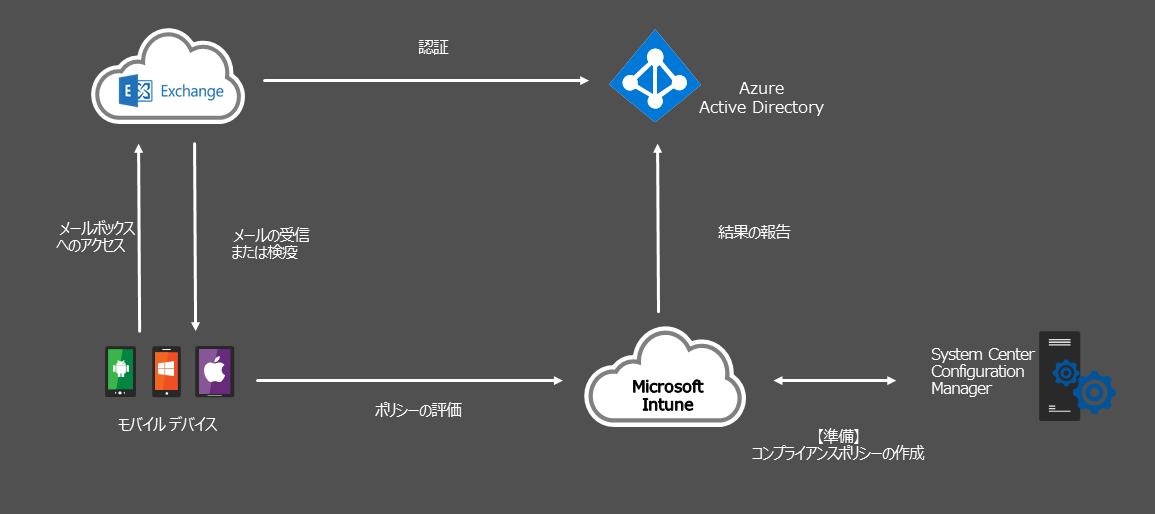 認証
Exchange
Azure
Active Directory
メールボックス
へのアクセス
メールの受信
または検疫
結果の報告
モバイル デバイス
ポリシーの評価
Microsoft
Intune
System Center
Configuration
Manager
【準備】
コンプライアンスポリシーの作成